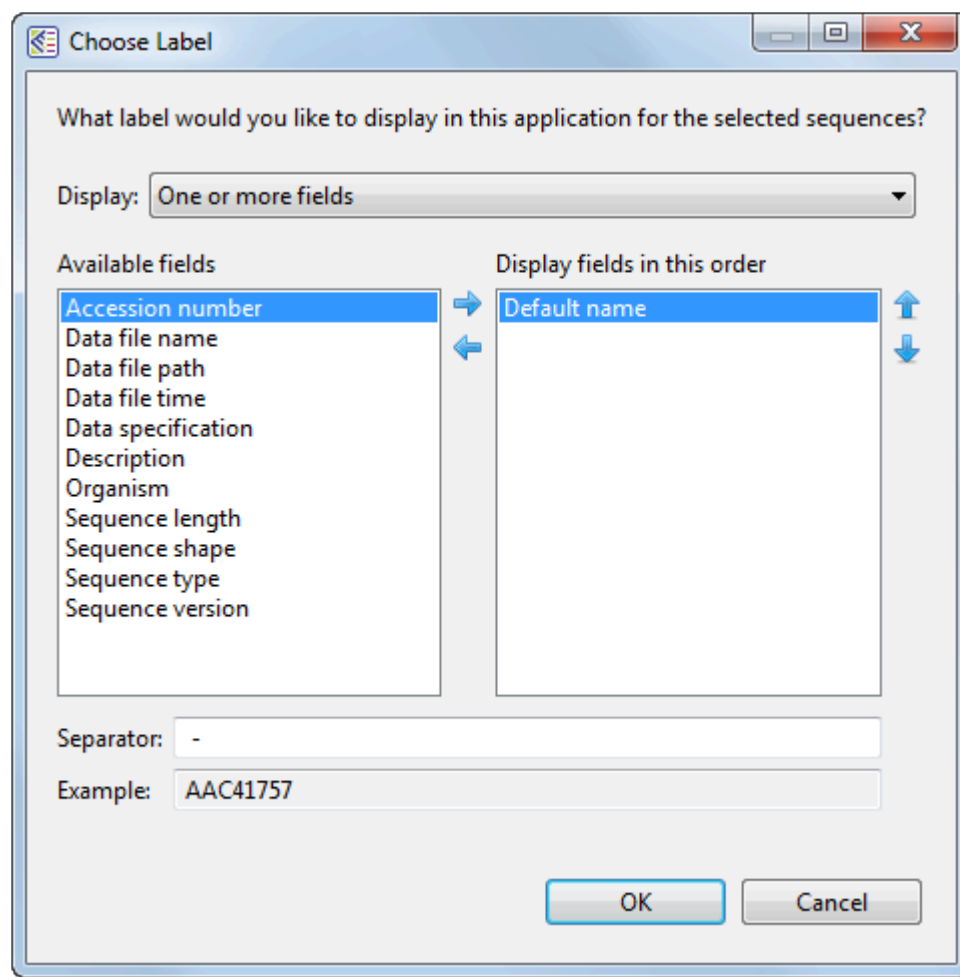 Choose Label
What label would you like to display in this application for the selected sequences?
Display: One or more fields
Available fields
Display fields in this order
Accession number
Default name
Data file name
Data file path
Data file time
Data specification
Description
Organism
Sequence length
Sequence shape
Sequence type
Sequence version
Separator: -
Example: AAC41757
OK
Cancel